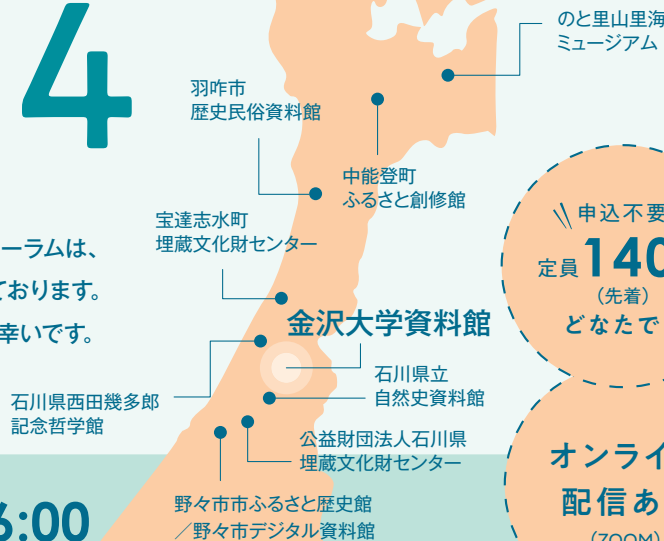 4
のと里山里海
ミュージアム
羽咋市
歴史民俗資料館
中能登町
ふるさと創修館
宝達志水町
埋蔵文化財センター
ーラムは、
ております。
幸いです。
申込不要
定員140
（先着）
どなたで
金沢大学資料館
石川県立
自然史資料館
石川県西田幾多郎
記念哲学館
公益財団法人石川県
埋蔵文化財センター
オンライ
配信あ
（ZOOM）
野々市市ふるさと歴史館
／野々市デジタル資料館
6:00